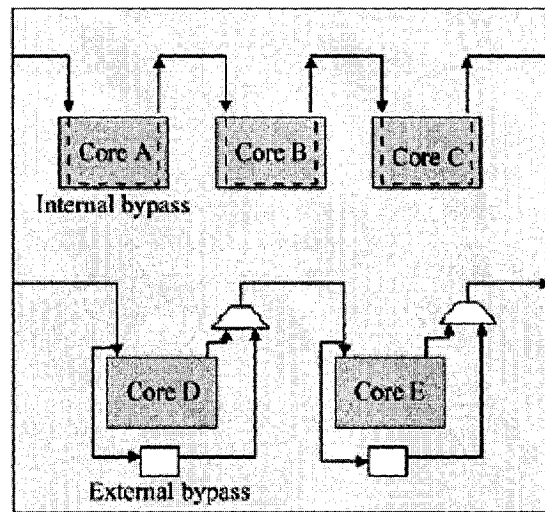 Core A
Core B
Core C
Internal bypass
Core D
Core E
External bypass